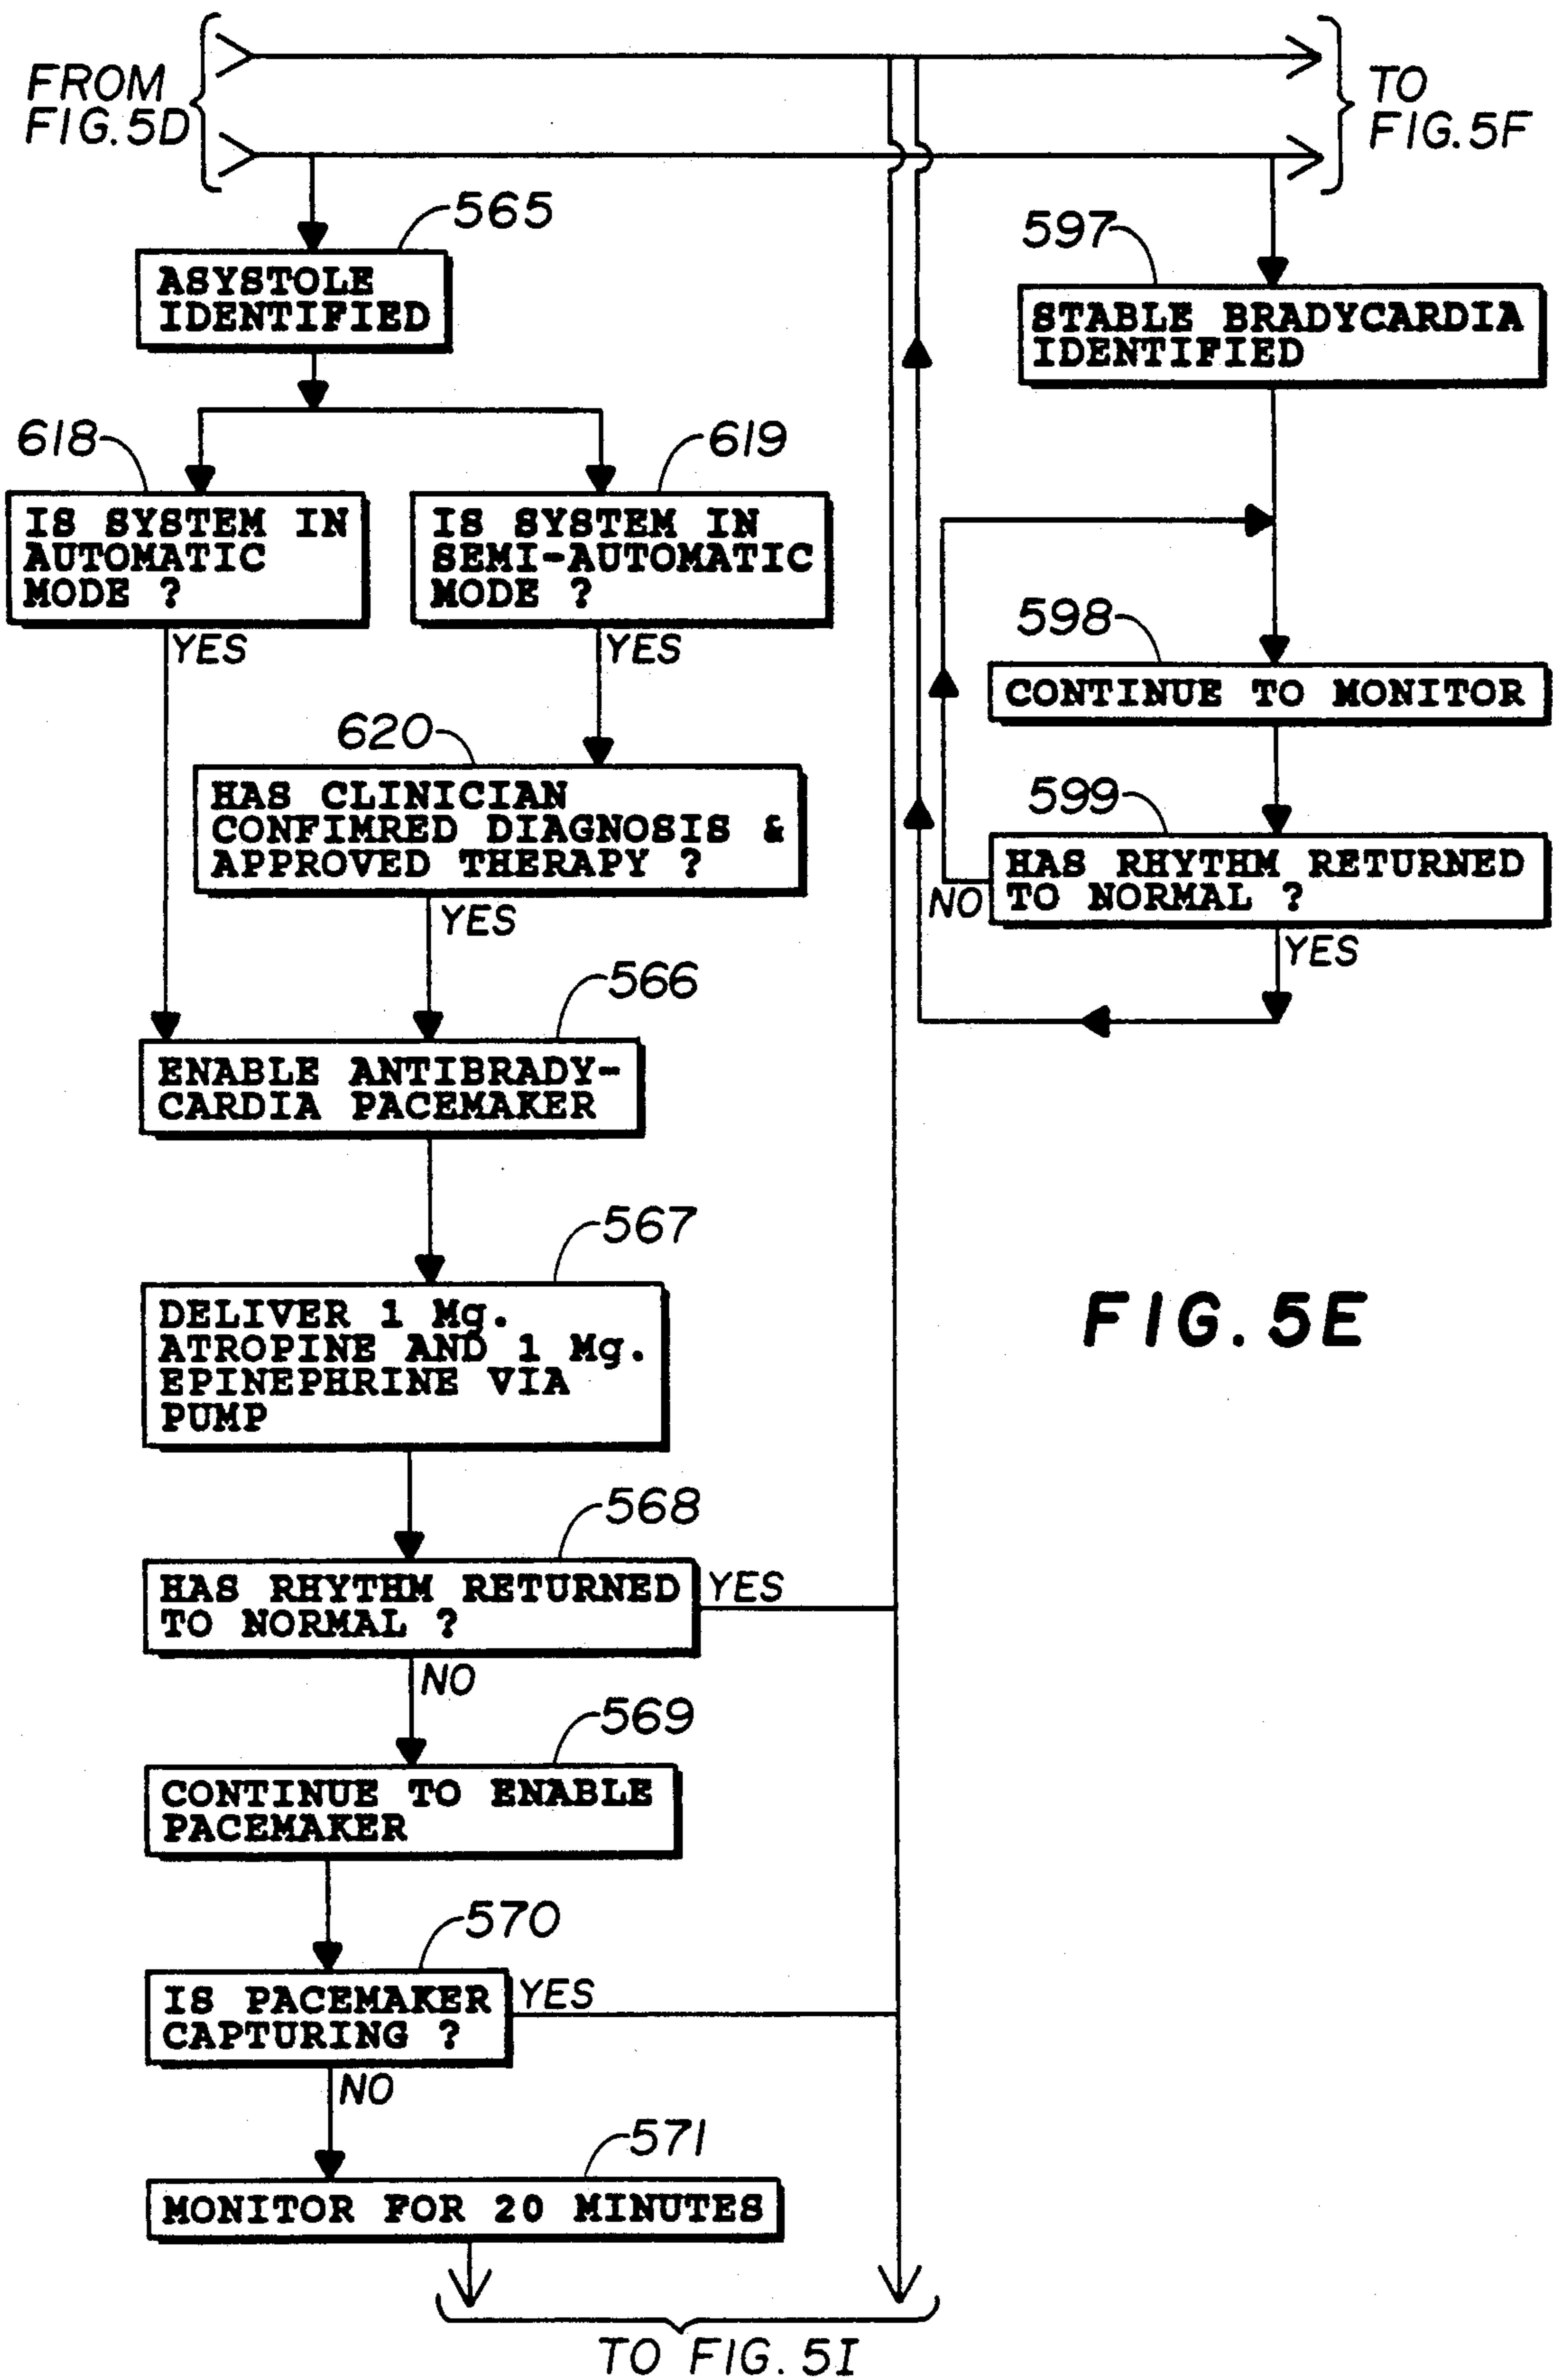 FROM
FIG.5D
TO
FIG.5F
565
ASYSTOLE
IDENTIFIED
618
IS SYSTEM IN
AUTOMATIC
MODE ?
YES
619
IS SYSTEM IN
SEMI-AUTOMATIC
MODE ?
YES
620
HAS CLINICIAN
CONFIMRED DIAGNOSIS &
APPROVED THERAPY ?
YES
566
ENABLE ANTIBRADY-
CARDIA PACEMAKER
567
DELIVER 1 Mg.
ATROPINE AND 1 Mg.
EPINEPHRINE VIA
PUMP
568
HAS RHYTHM RETURNED
TO NORMAL ?
YES
NO
569
CONTINUE TO ENABLE
PACEMAKER
570
IS PACEMAKER
CAPTURING ?
YES
NO
571
MONITOR FOR 20 MINUTES
TO FIG. 5I
597
STABLE BRADYCARDIA
IDENTIFIED
598
CONTINUE TO MONITOR
599
HAS RHYTHM RETURNED
TO NORMAL ?
NO
YES
FIG. 5E